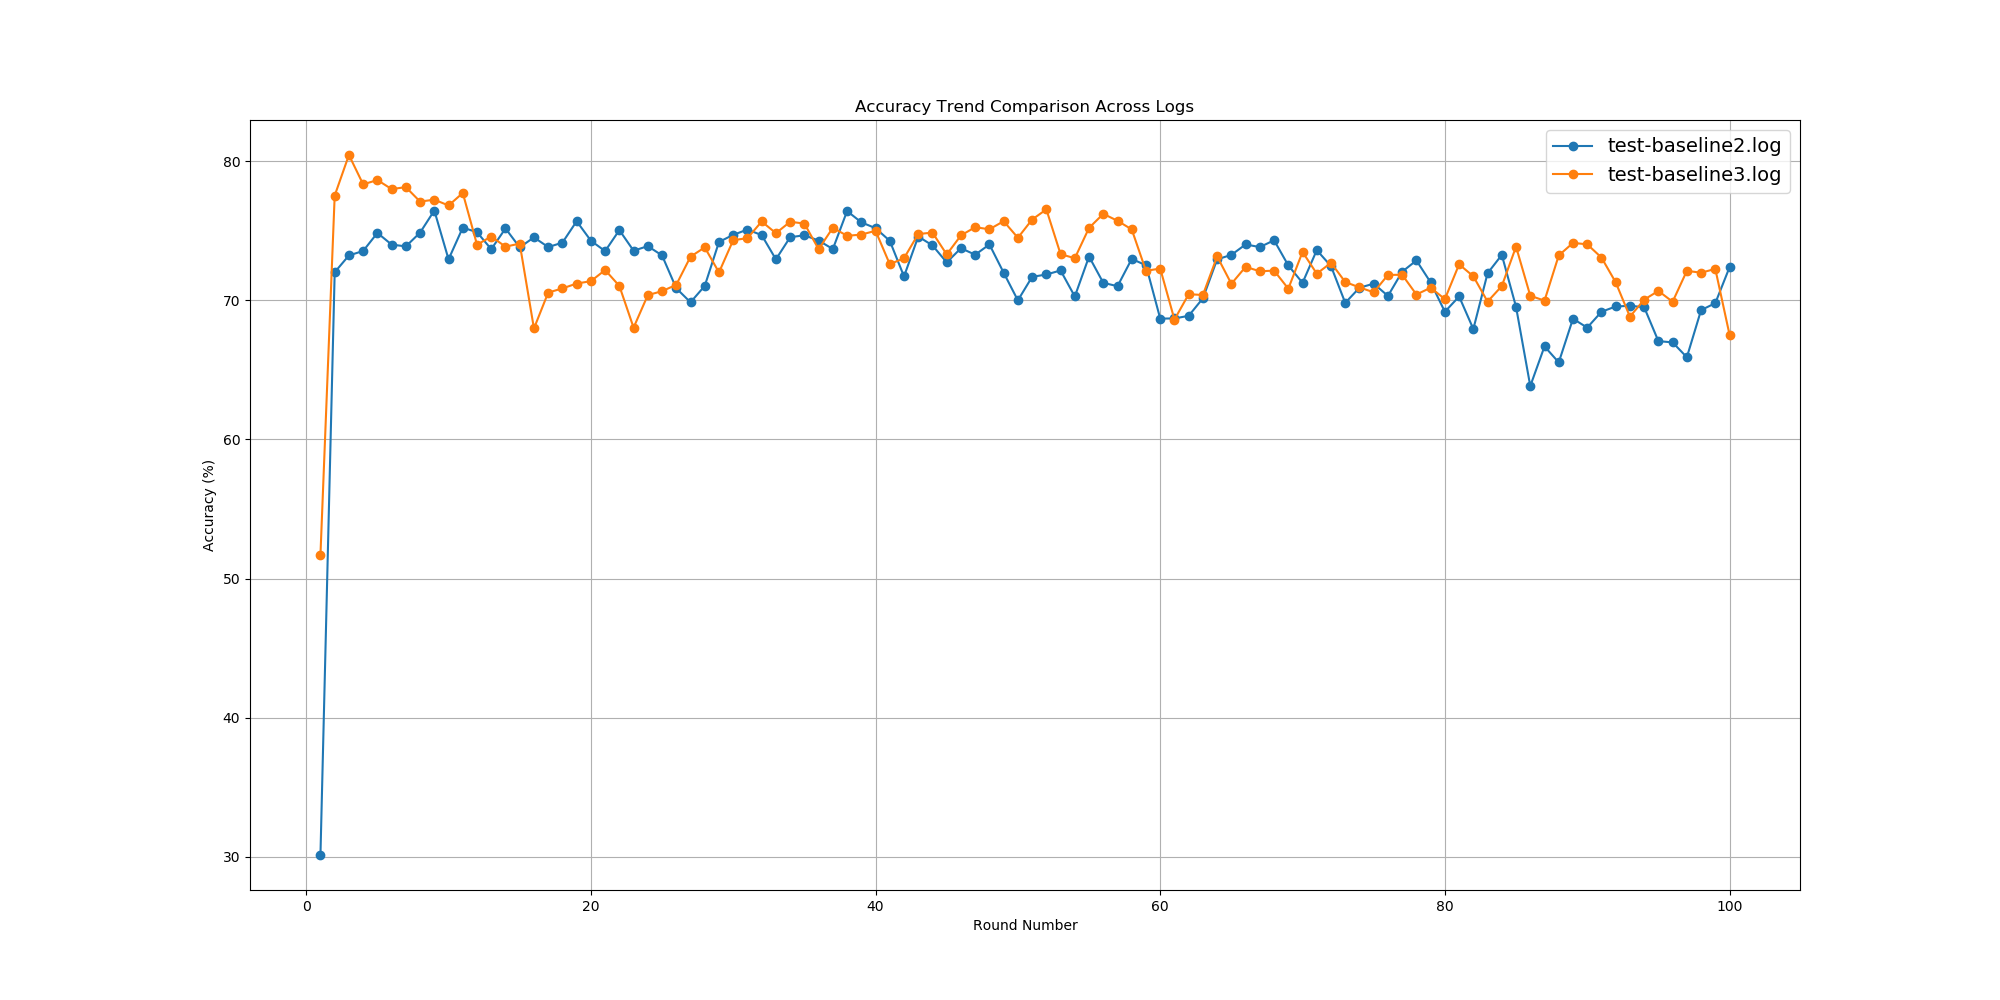 Accuracy Trend Comparison Across Logs
test-baseline2.log
test-baseline3.log
80
70
60
50
40
30
Accuracy (%)
0 20 40 60 80 100
Round Number